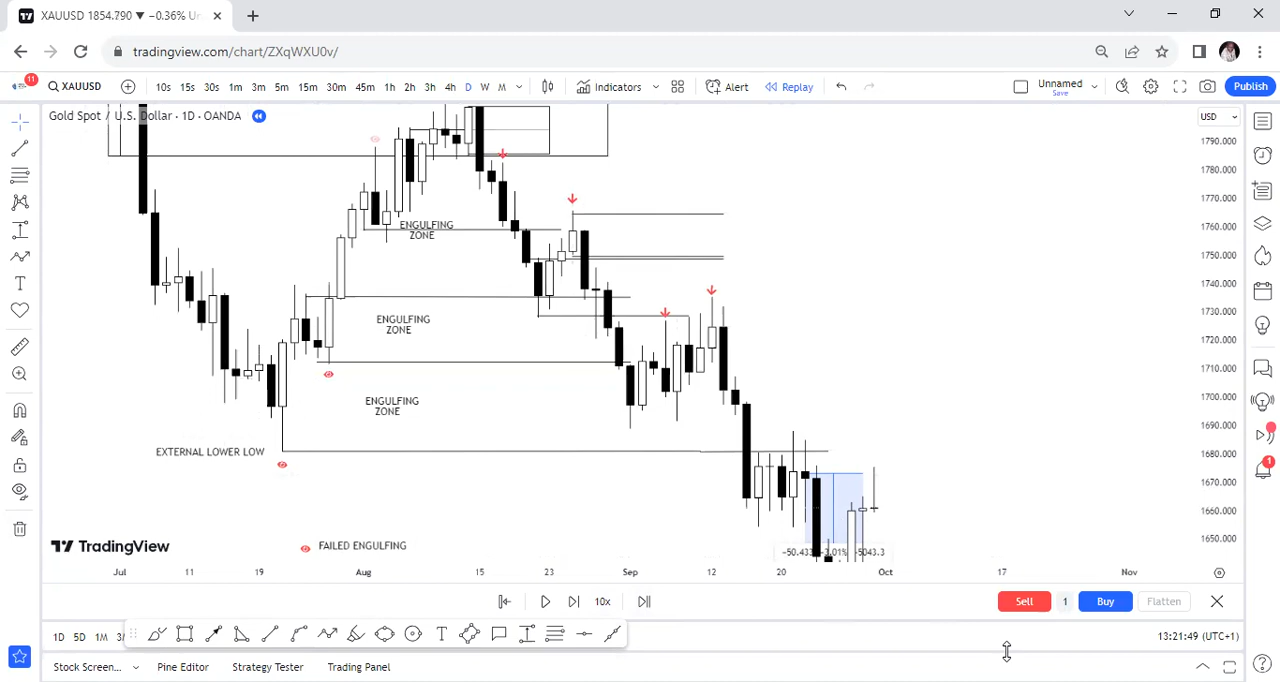 XAUUSD 1854.790 ▼ −0.36% Un
tradingview.com/chart/ZXqWXU0v/
11
XAUUSD
10s 15s 30s 1m 3m 5m 15m 30m 45m 1h 2h 3h 4h D W M
Indicators
Alert
Replay
Unnamed
Save
Publish
Gold Spot / U.S. Dollar · 1D · OANDA
USD
1790.000
1780.000
1770.000
1760.000
1750.000
1740.000
1730.000
1720.000
1710.000
1700.000
1690.000
1680.000
1670.000
1660.000
1650.000
ENGULFING
ZONE
ENGULFING
ZONE
ENGULFING
ZONE
EXTERNAL LOWER LOW
FAILED ENGULFING
TradingView
1
Jul 11 19 Aug 15 23 Sep 12 20 Oct 17 Nov
10x
Sell 1 Buy Flatten
1D 5D 1M
13:21:49 (UTC+1)
Stock Screen... Pine Editor Strategy Tester Trading Panel